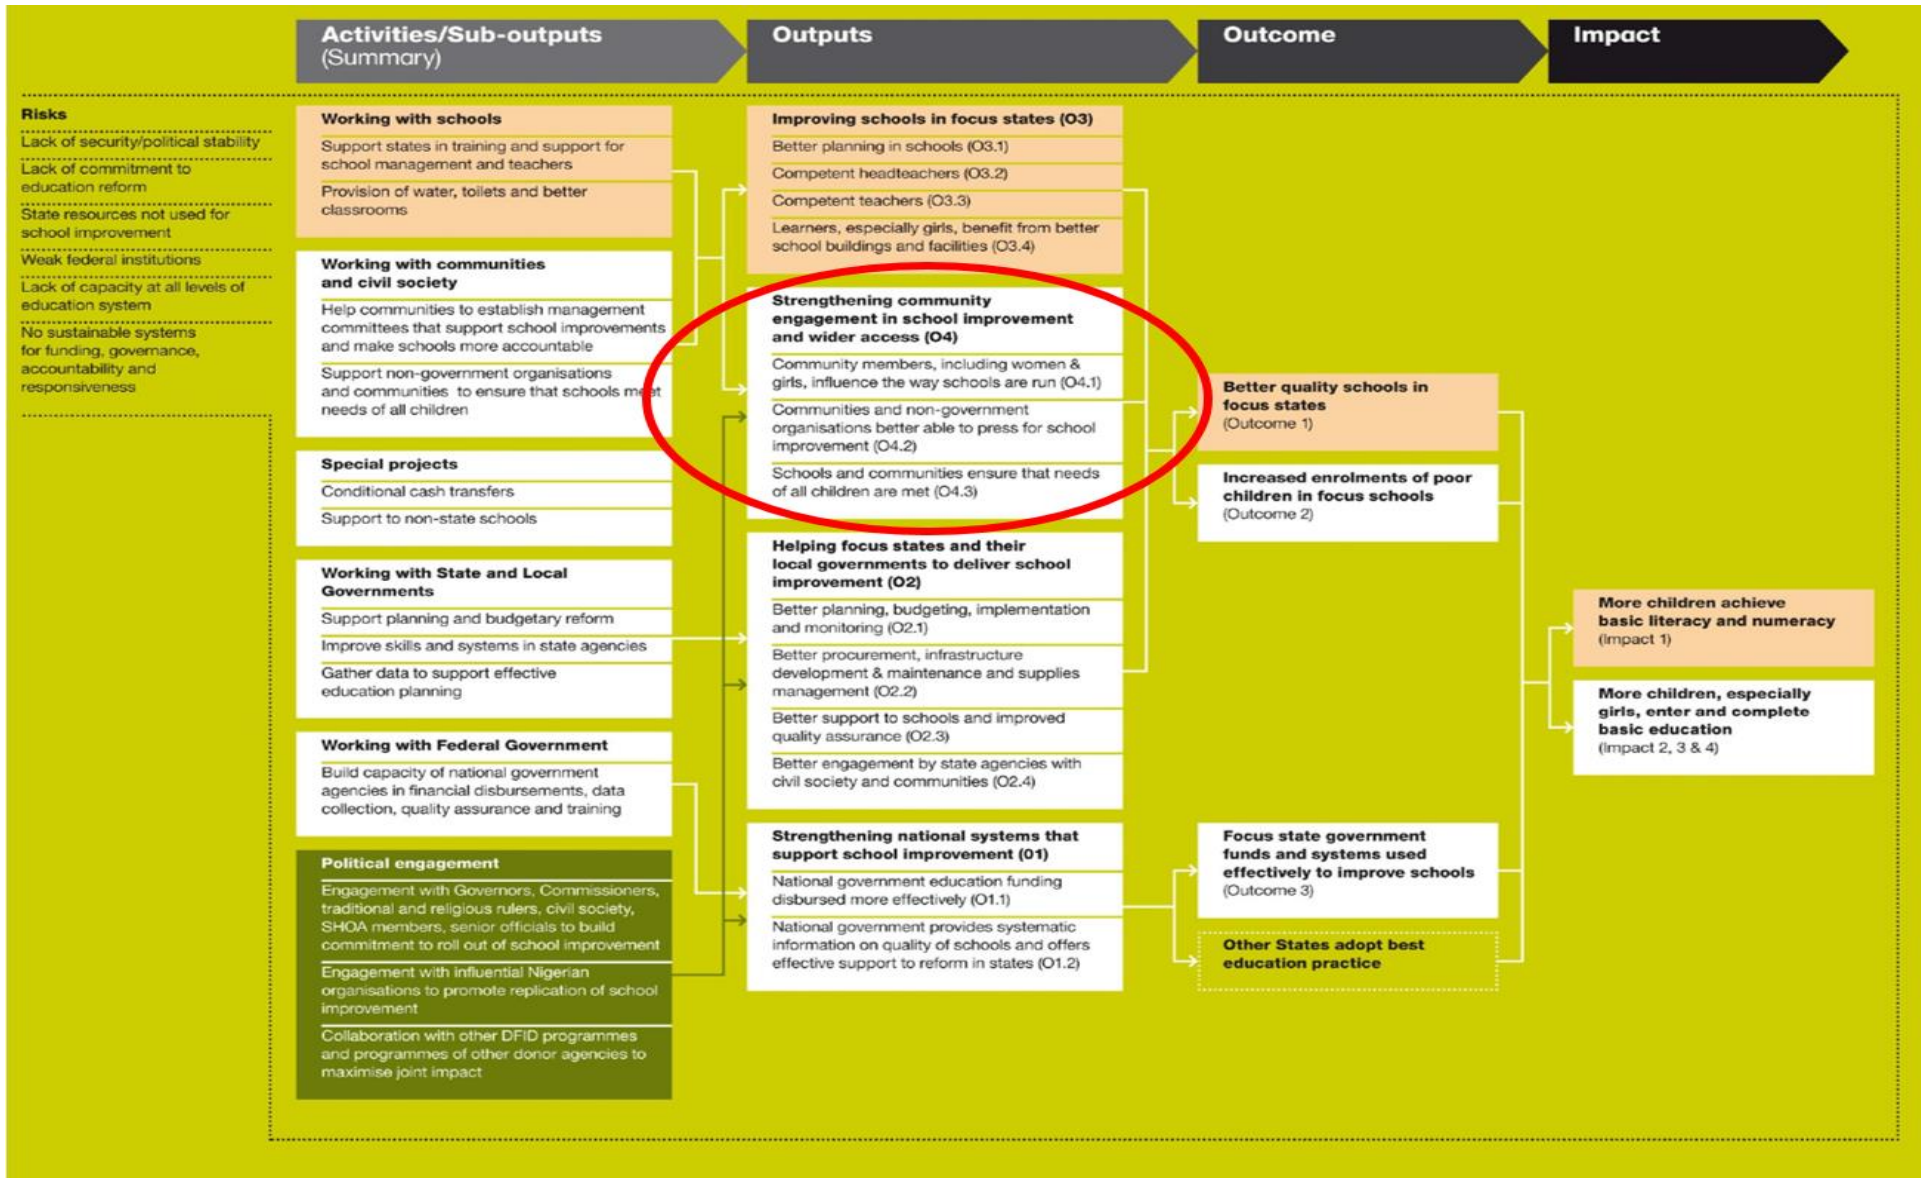 Activities/Sub-outputs
(Summary)
Outputs
Outcome
Impact
Risks
Lack of security/political stability
Lack of commitment to
education reform
State resources not used for
school improvement
Weak federal institutions
Lack of capacity at all levels of
education system
No sustainable systems
for funding, governance,
accountability and
responsiveness
Working with schools
Support states in training and support for
school management and teachers
Provision of water, toilets and better
classrooms
Working with communities
and civil society
Help communities to establish management
committees that support school improvements
and make schools more accountable
Support non-government organisations
and communities to ensure that schools meet
needs of all children
Special projects
Conditional cash transfers
Support to non-state schools
Working with State and Local
Governments
Support planning and budgetary reform
Improve skills and systems in state agencies
Gather data to support effective
education planning
Working with Federal Government
Build capacity of national government
agencies in financial disbursements, data
collection, quality assurance and training
Political engagement
Engagement with Governors, Commissioners,
traditional and religious rulers, civil society,
SHOA members, senior officials to build
commitment to roll out of school improvement
Engagement with influential Nigerian
organisations to promote replication of school
improvement
Collaboration with other DFID programmes
and programmes of other donor agencies to
maximise joint impact
Improving schools in focus states (O3)
Better planning in schools (O3.1)
Competent headteachers (O3.2)
Competent teachers (O3.3)
Learners, especially girls, benefit from better
school buildings and facilities (O3.4)
Strengthening community
engagement in school improvement
and wider access (O4)
Community members, including women &
girls, influence the way schools are run (O4.1)
Communities and non-government
organisations better able to press for school
improvement (O4.2)
Schools and communities ensure that needs
of all children are met (O4.3)
Helping focus states and their
local governments to deliver school
improvement (O2)
Better planning, budgeting, implementation
and monitoring (O2.1)
Better procurement, infrastructure
development & maintenance and supplies
management (O2.2)
Better support to schools and improved
quality assurance (O2.3)
Better engagement by state agencies with
civil society and communities (O2.4)
Strengthening national systems that
support school improvement (01)
National government education funding
disbursed more effectively (O1.1)
National government provides systematic
information on quality of schools and offers
effective support to reform in states (O1.2)
Better quality schools in
focus states
(Outcome 1)
Increased enrolments of poor
children in focus schools
(Outcome 2)
Focus state government
funds and systems used
effectively to improve schools
(Outcome 3)
Other States adopt best
education practice
More children achieve
basic literacy and numeracy
(Impact 1)
More children, especially
girls, enter and complete
basic education
(Impact 2, 3 & 4)